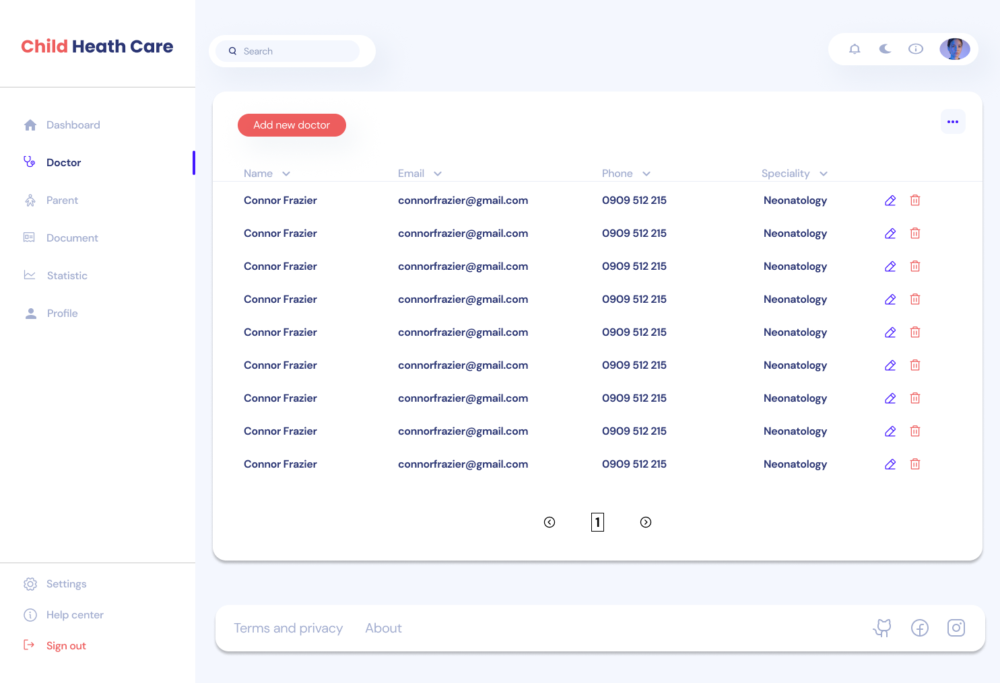 Child Heath Care
Search
Dashboard
Doctor
Parent
Document
Statistic
Profile
Settings
Help center
Sign out
Add new doctor
Name Email Phone Speciality
Connor Frazier connorfrazier@gmail.com 0909 512 215 Neonatology
Connor Frazier connorfrazier@gmail.com 0909 512 215 Neonatology
Connor Frazier connorfrazier@gmail.com 0909 512 215 Neonatology
Connor Frazier connorfrazier@gmail.com 0909 512 215 Neonatology
Connor Frazier connorfrazier@gmail.com 0909 512 215 Neonatology
Connor Frazier connorfrazier@gmail.com 0909 512 215 Neonatology
Connor Frazier connorfrazier@gmail.com 0909 512 215 Neonatology
Connor Frazier connorfrazier@gmail.com 0909 512 215 Neonatology
Connor Frazier connorfrazier@gmail.com 0909 512 215 Neonatology
1
Terms and privacy About